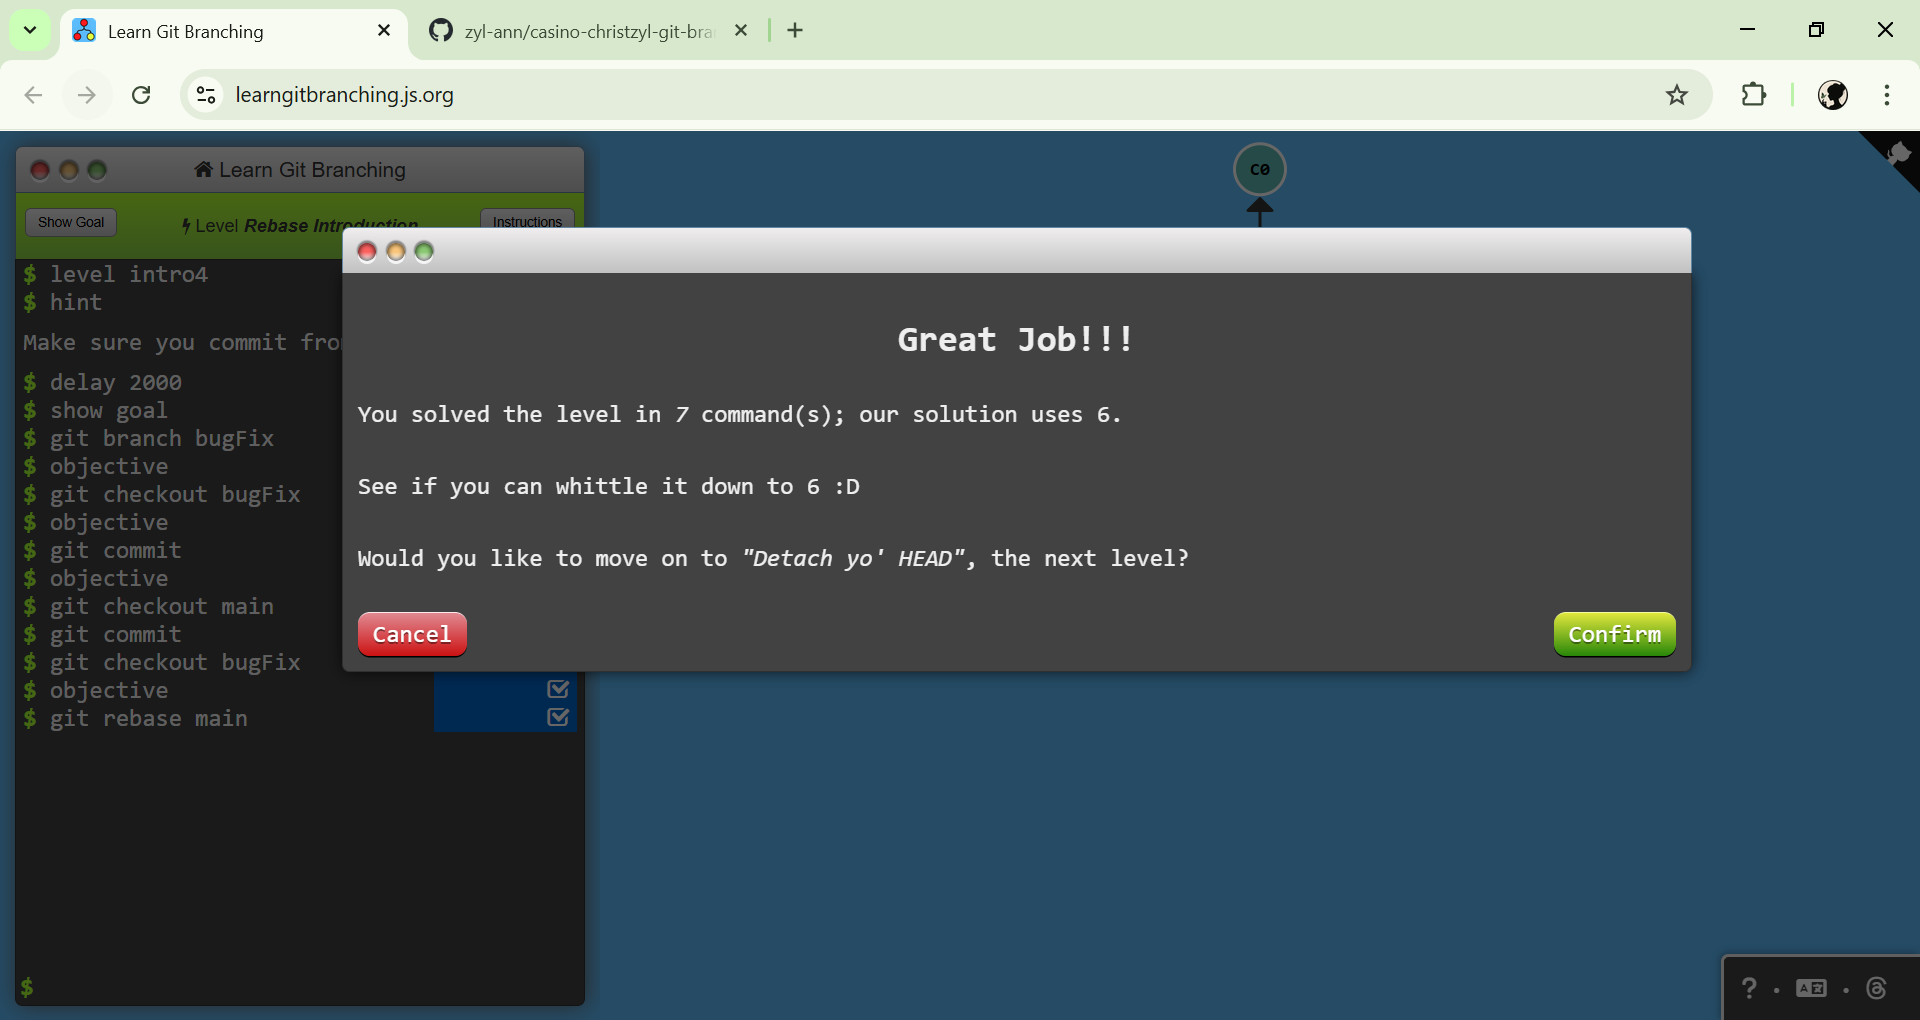 Learn Git Branching
zyl-ann/casino-christzyl-git-bra
learngitbranching.js.org
Learn Git Branching
Show Goal
Level Rebase Introduction
Instructions
C0
$ level intro4
$ hint
Make sure you commit fro
$ delay 2000
$ show goal
$ git branch bugFix
$ objective
$ git checkout bugFix
$ objective
$ git commit
$ objective
$ git checkout main
$ git commit
$ git checkout bugFix
$ objective
$ git rebase main
$
Great Job!!!
You solved the level in 7 command(s); our solution uses 6.
See if you can whittle it down to 6 :D
Would you like to move on to "Detach yo' HEAD", the next level?
Cancel
Confirm
?